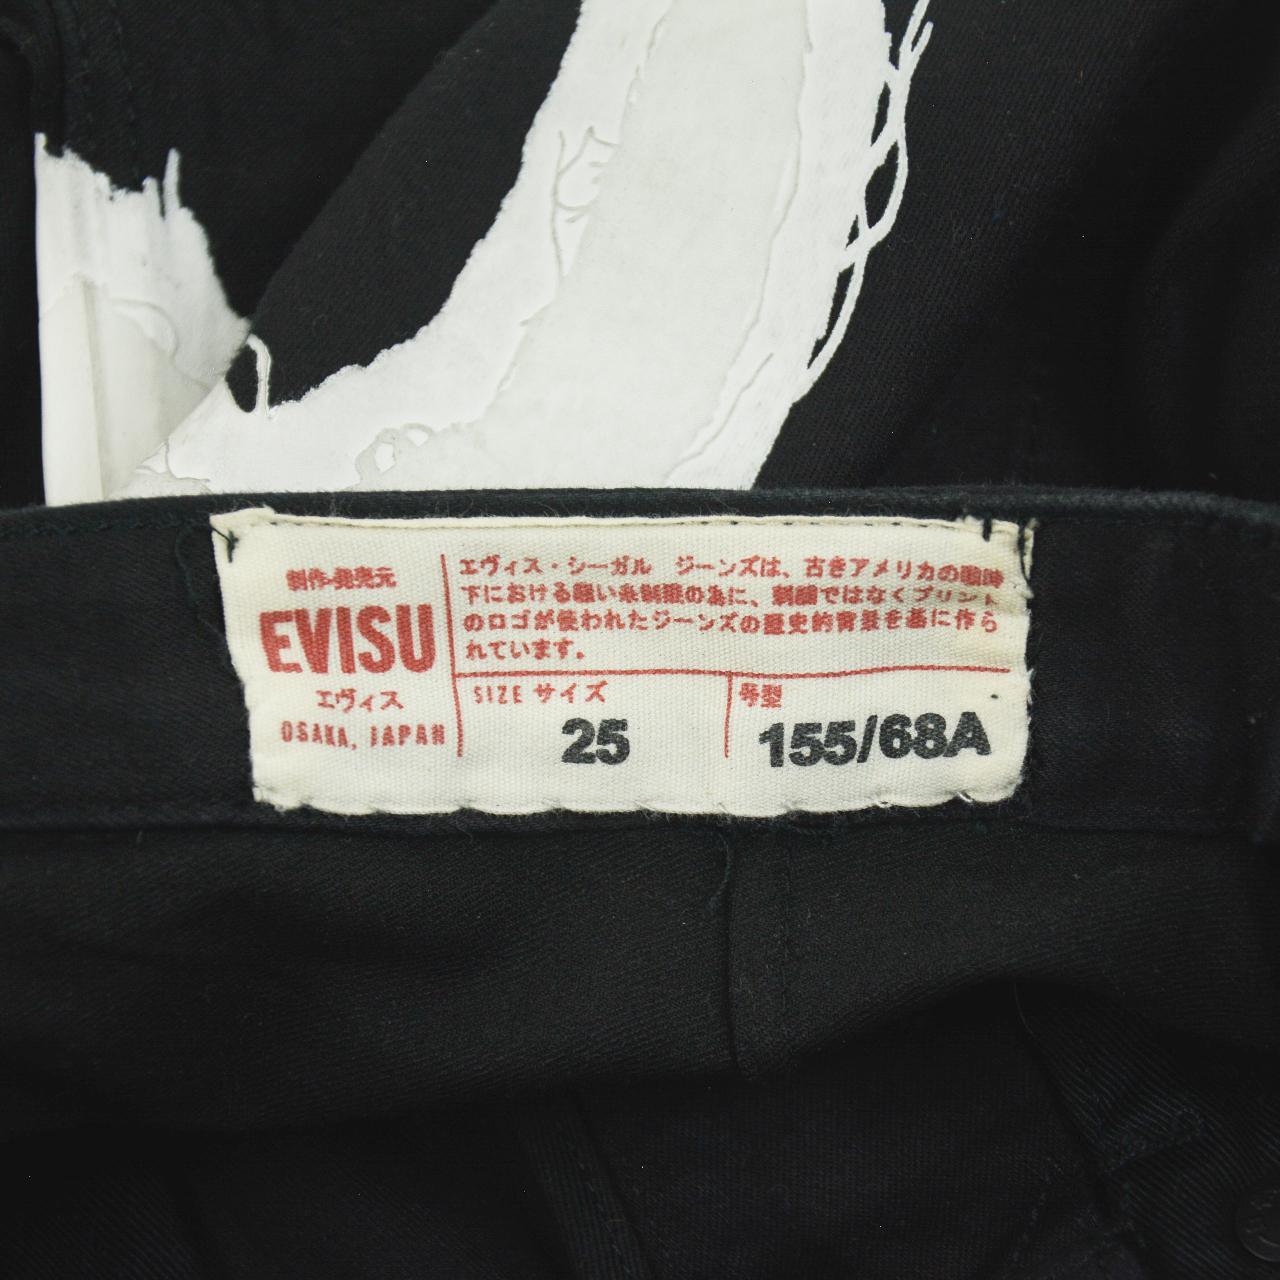 創作·発売元
EVISU
エヴィス
OSAKA, JAPAN
エヴィス・シーガル ジーンズは、古きアメリカの戦時
下における厳しい糸制限の為に、刺繍ではなくプリント
のロゴが使われたジーンズの歴史的背景を基に作ら
れています。
SIZE サイズ
25
号型
155/68A